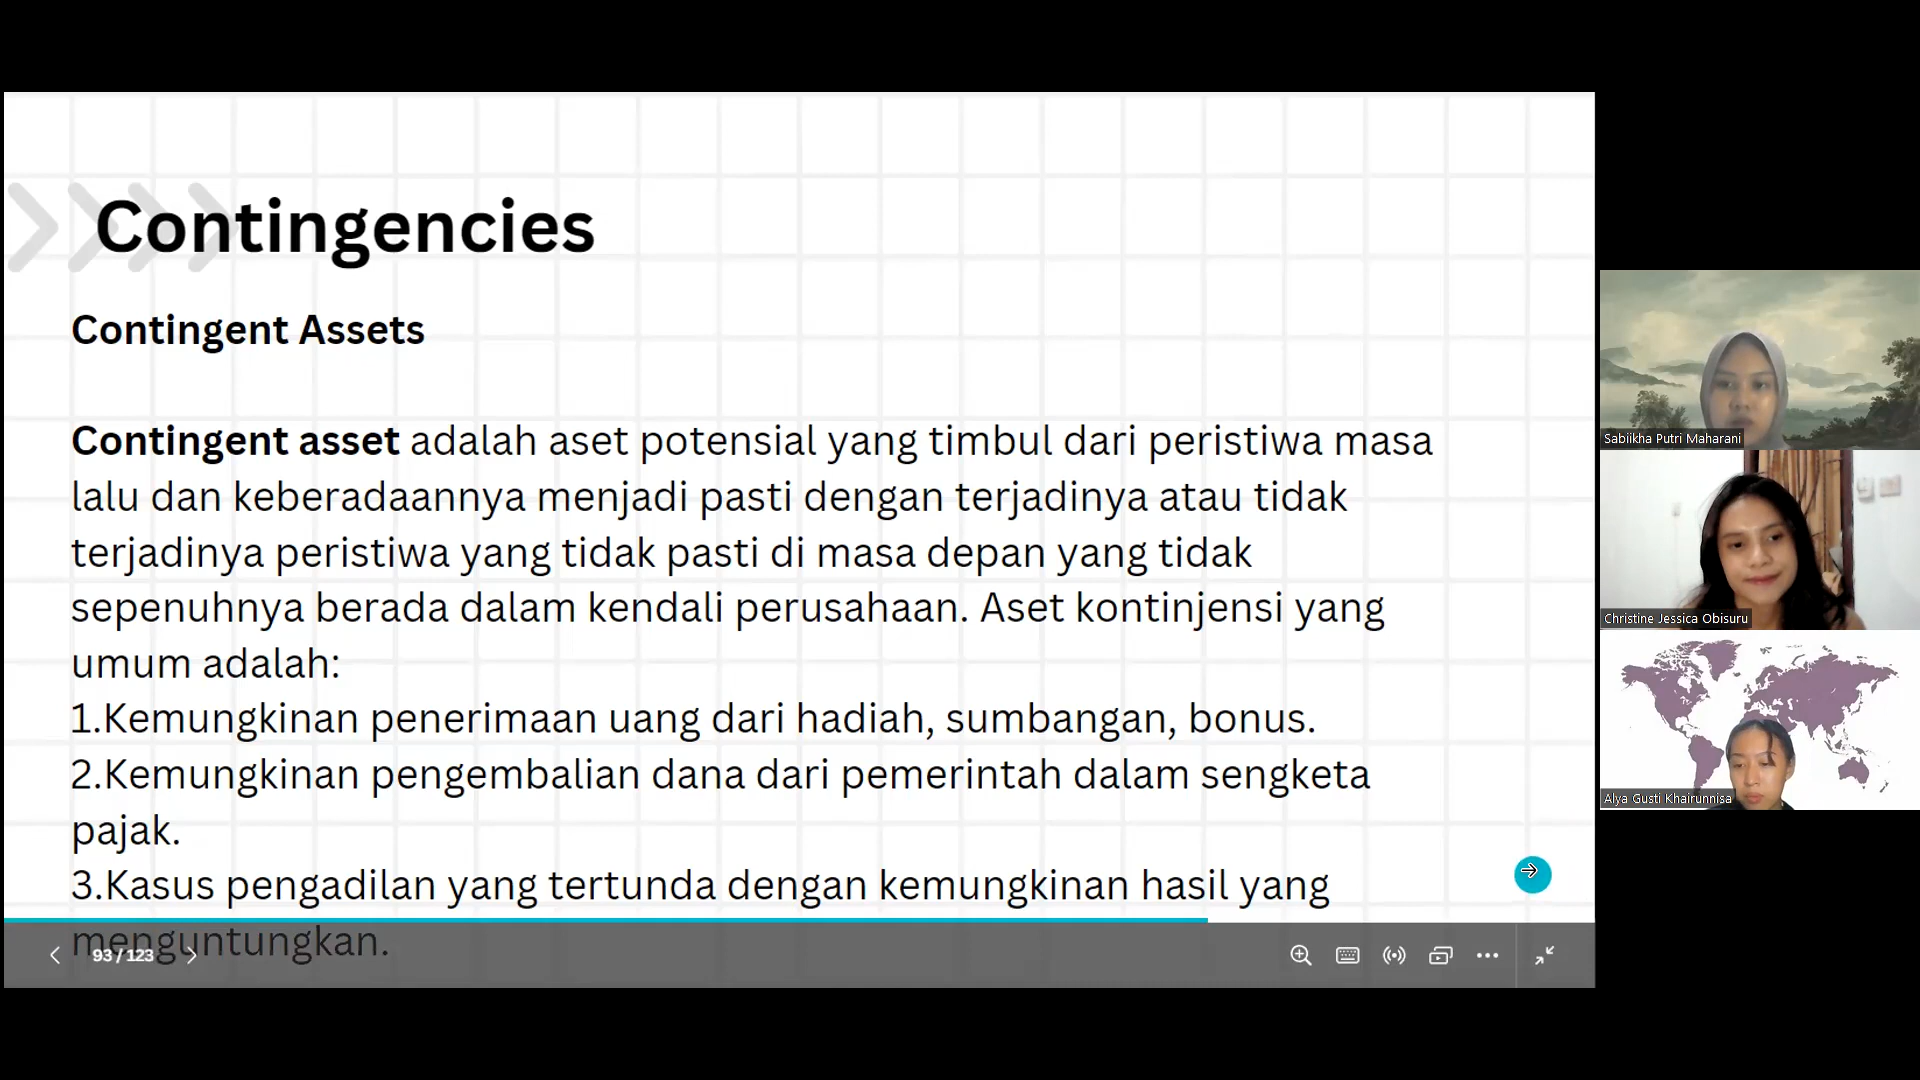 Contingencies
Contingent Assets
Contingent asset adalah aset potensial yang timbul dari peristiwa masa
lalu dan keberadaannya menjadi pasti dengan terjadinya atau tidak
terjadinya peristiwa yang tidak pasti di masa depan yang tidak
sepenuhnya berada dalam kendali perusahaan. Aset kontinjensi yang
umum adalah:
1.Kemungkinan penerimaan uang dari hadiah, sumbangan, bonus.
2.Kemungkinan pengembalian dana dari pemerintah dalam sengketa
pajak.
3.Kasus pengadilan yang tertunda dengan kemungkinan hasil yang
menguntungkan.
93 / 123
Sabiikha Putri Maharani
Christine Jessica Obisuru
Alya Gusti Khairunnisa